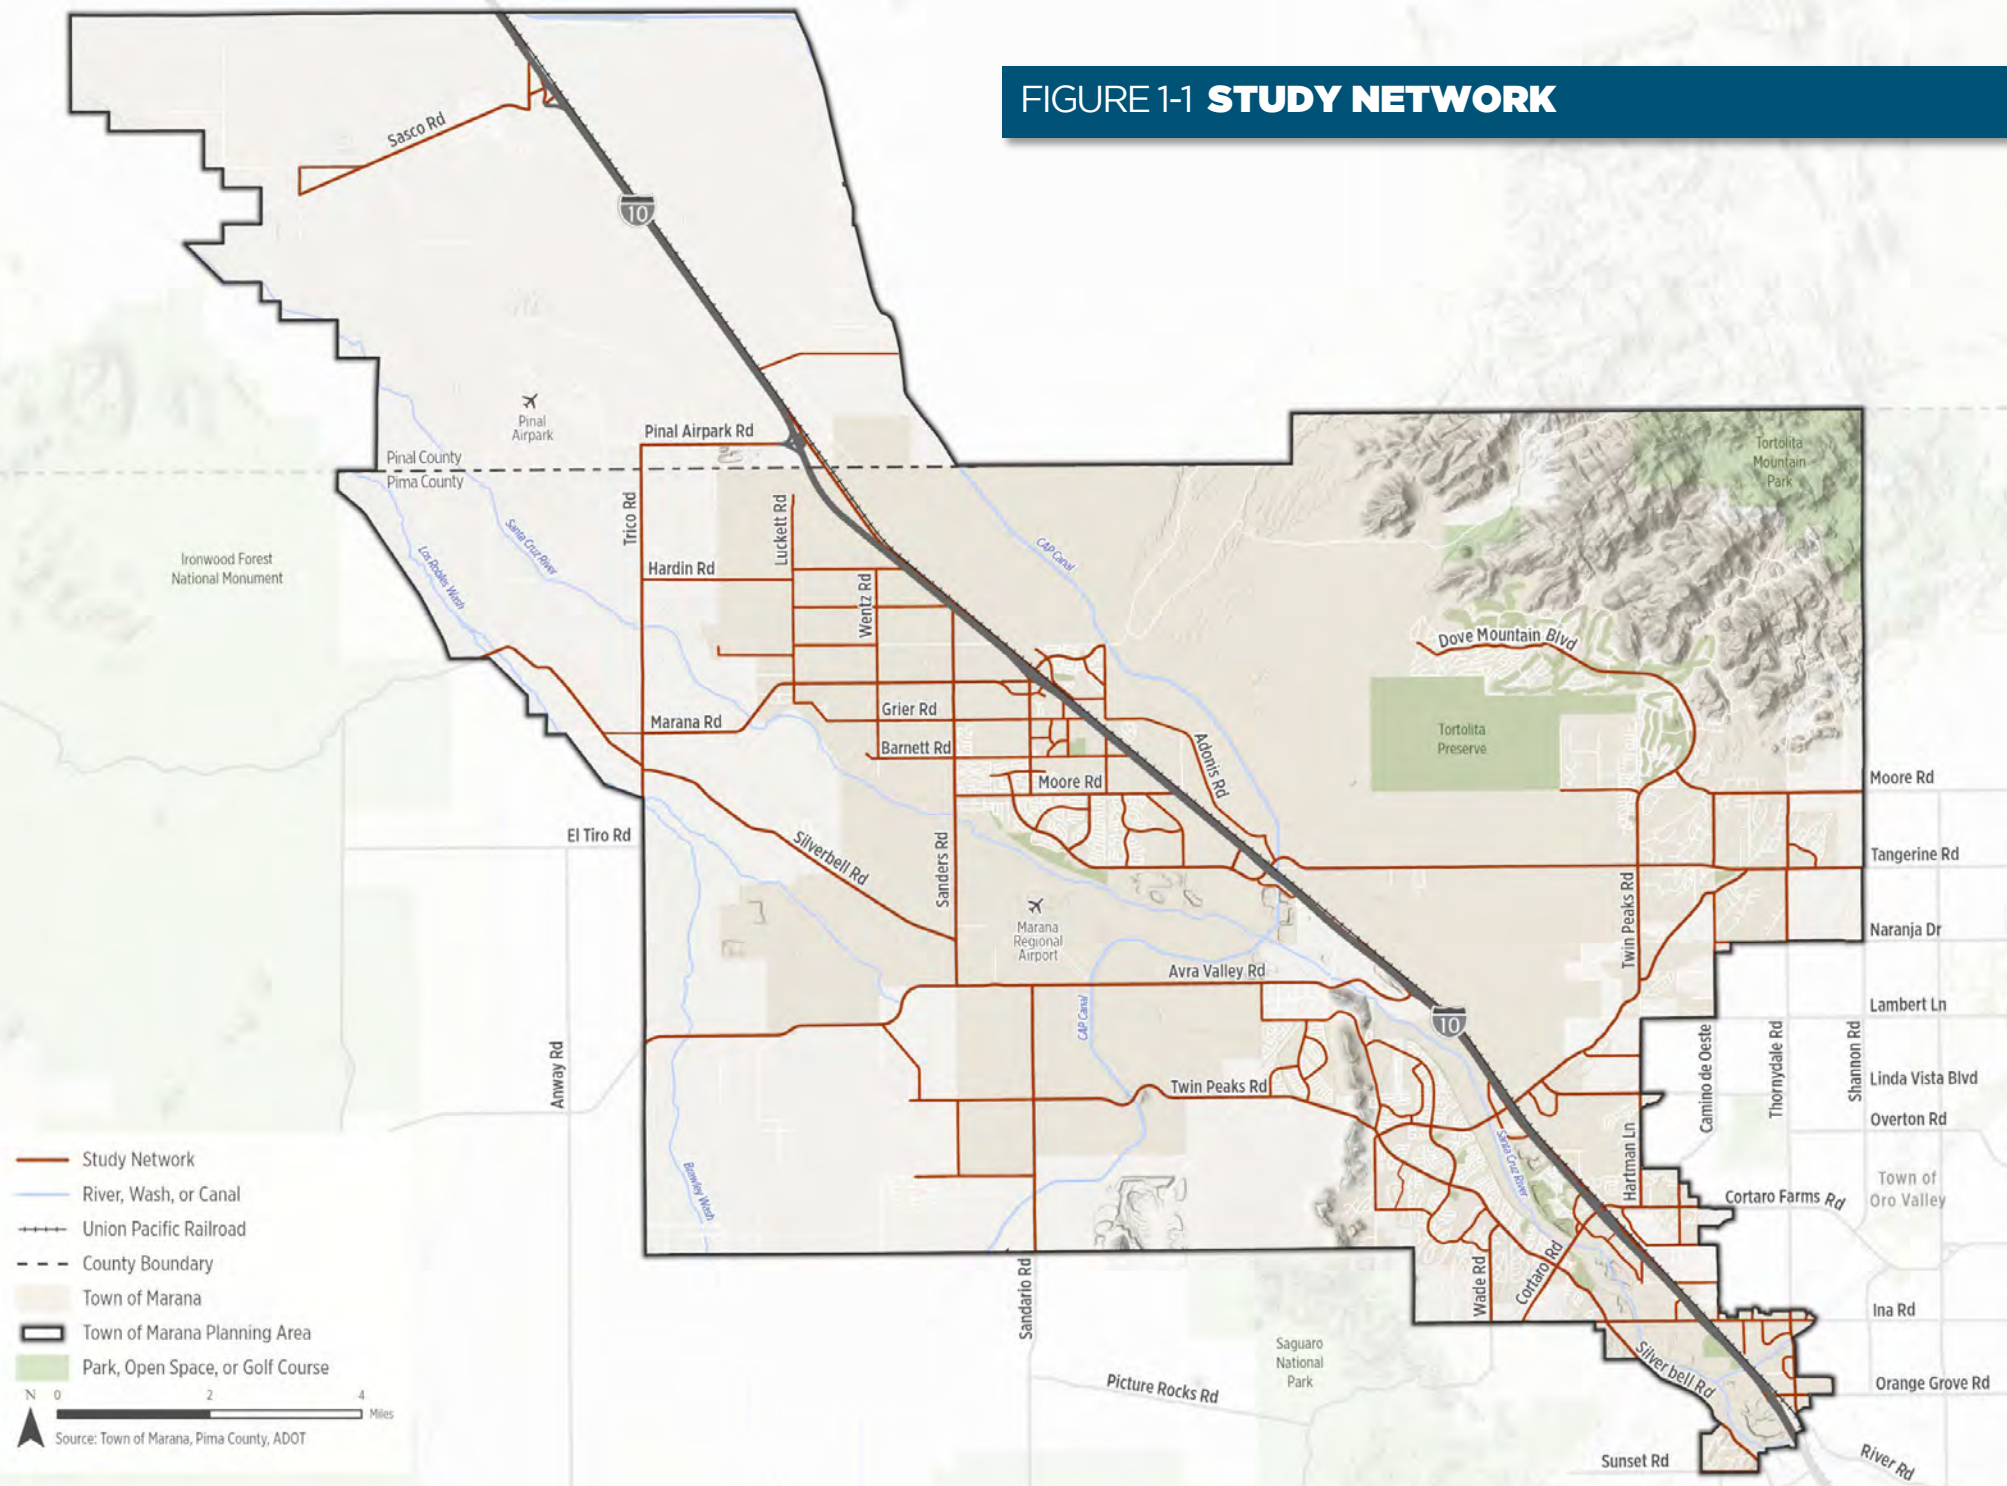 FIGURE 1-1 STUDY NETWORK
Sasco Rd
10
Pinal
Airpark
Pinal Airpark Rd
Pinal County
Pima County
Tortolita
Mountain
Park
Trico Rd
Luckett Rd
Santa Cruz River
Los Robles Wash
CAP Canal
Ironwood Forest
National Monument
Hardin Rd
Wentz Rd
Dove Mountain Blvd
Marana Rd
Grier Rd
Barnett Rd
Adonis Rd
Tortolita
Preserve
Moore Rd
Moore Rd
El Tiro Rd
Silverbell Rd
Sanders Rd
Tangerine Rd
Twin Peaks Rd
Marana
Regional
Airport
Naranja Dr
Avra Valley Rd
CAP Canal
10
Lambert Ln
Anway Rd
Camino de Oeste
Thornydale Rd
Shannon Rd
Twin Peaks Rd
Linda Vista Blvd
Overton Rd
Hartman Ln
Santa Cruz River
Brawley Wash
Town of
Oro Valley
Cortaro Farms Rd
Sandario Rd
Wade Rd
Cortaro Rd
Ina Rd
Saguaro
National
Park
Silverbell Rd
Picture Rocks Rd
Orange Grove Rd
Sunset Rd
River Rd
Study Network
River, Wash, or Canal
Union Pacific Railroad
County Boundary
Town of Marana
Town of Marana Planning Area
Park, Open Space, or Golf Course
N 0 2 4
Miles
Source: Town of Marana, Pima County, ADOT